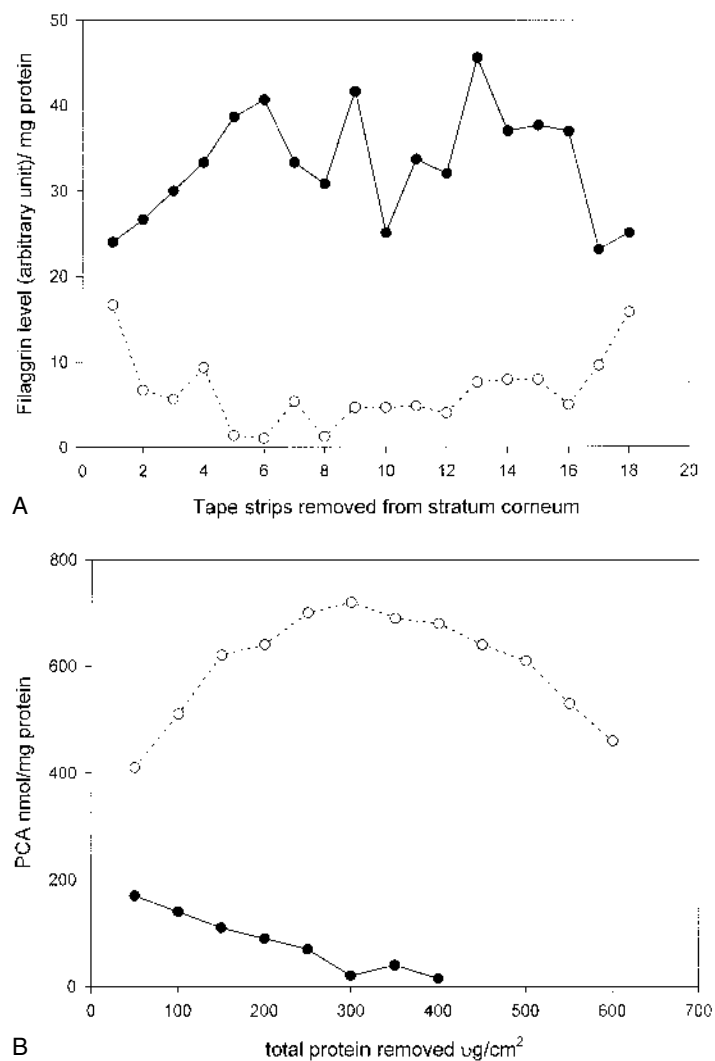 50
40
30
20
10
0
Filaggrin level (arbitrary unit)/ mg protein
0 2 4 6 8 10 12 14 16 18 20
Tape strips removed from stratum corneum
A
800
600
400
200
0
PCA nmol/mg protein
0 100 200 300 400 500 600 700
total protein removed υg/cm²
B